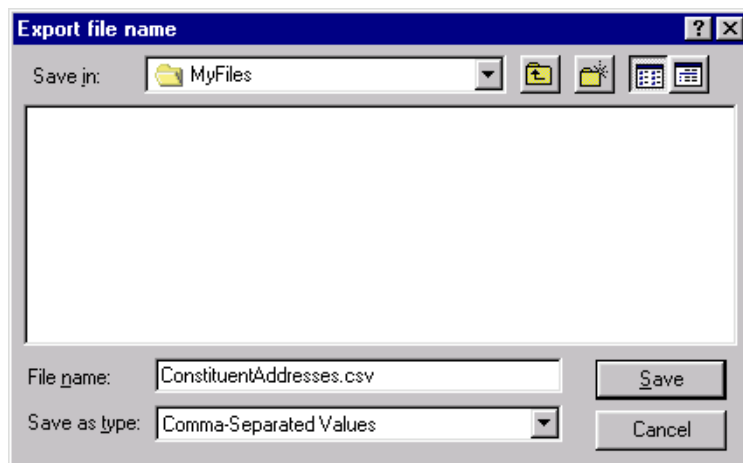 Export file name
Save in: MyFiles
File name: ConstituentAddresses.csv
Save
Save as type: Comma-Separated Values
Cancel